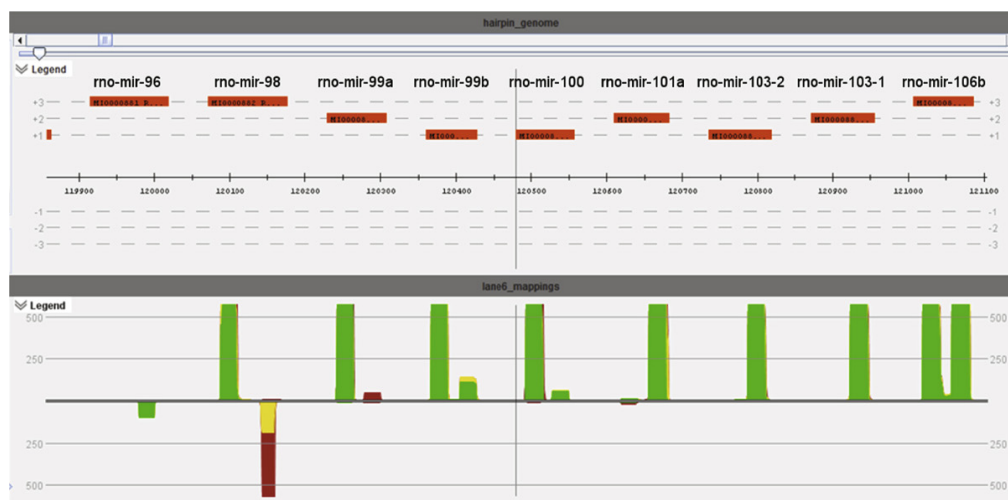 hairpin_genome
Legend
rno-mir-96 rno-mir-98 rno-mir-99a rno-mir-99b rno-mir-100 rno-mir-101a rno-mir-103-2 rno-mir-103-1 rno-mir-106b
+3 +3
+2 +2
+1 +1
119900 120000 120100 120200 120300 120400 120500 120600 120700 120800 120900 121000 121100
-1 -1
-2 -2
-3 -3
lane6_mappings
Legend
500 500
250 250
250 250
500 500